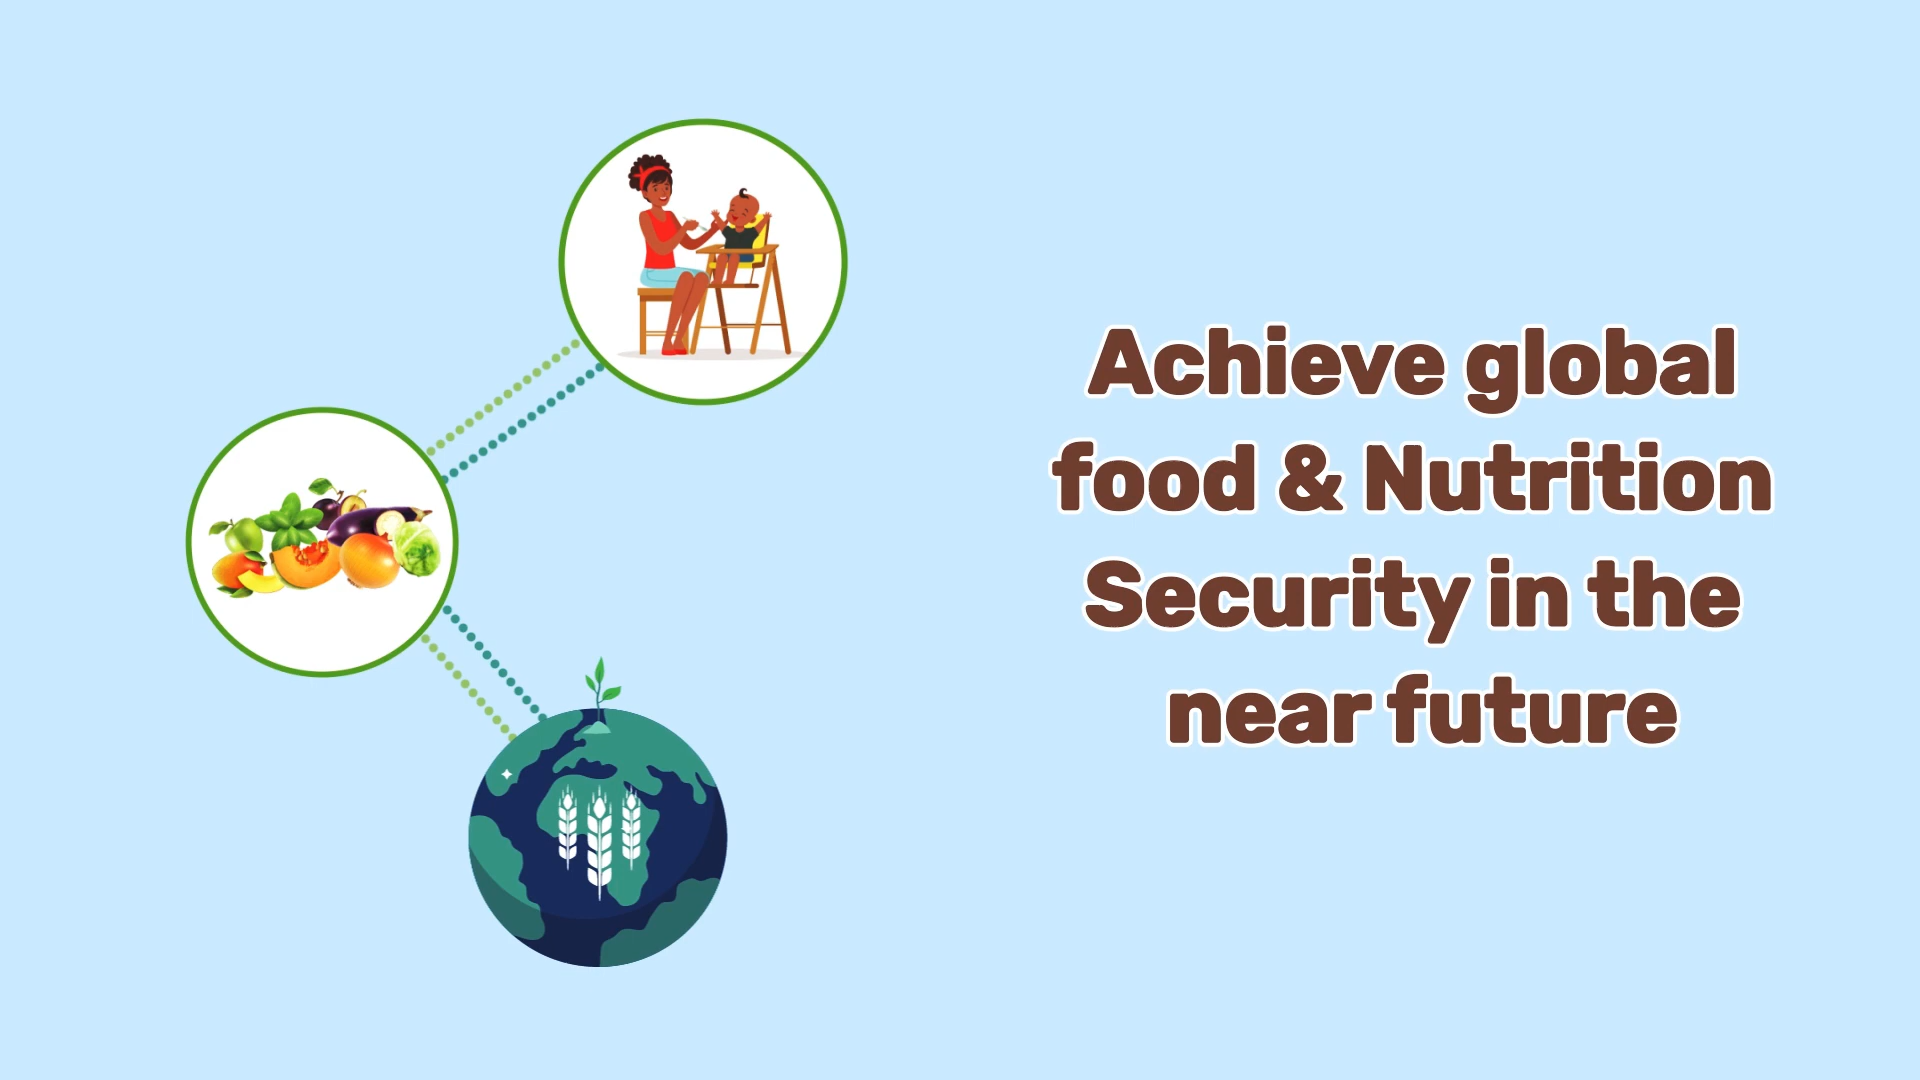 Achieve global
food & Nutrition
Security in the
near future